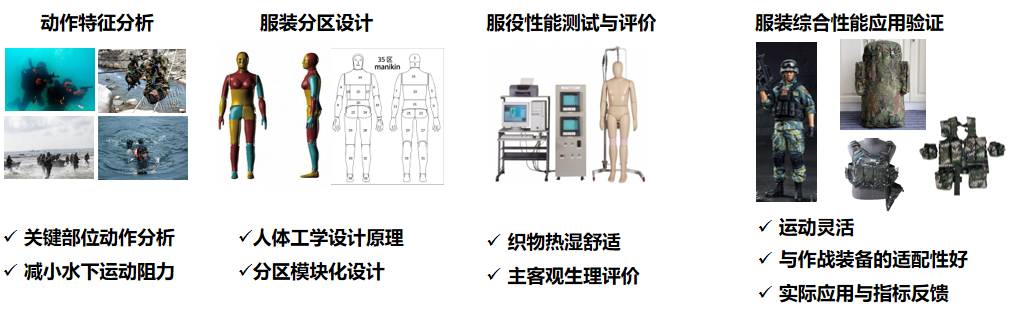 动作特征分析
服装分区设计
服役性能测试与评价
服装综合性能应用验证
35区
manikin
✓ 关键部位动作分析
✓ 减小水下运动阻力
✓人体工学设计原理
✓分区模块化设计
✓ 织物热湿舒适
✓ 主客观生理评价
✓ 运动灵活
✓ 与作战装备的适配性好
✓ 实际应用与指标反馈